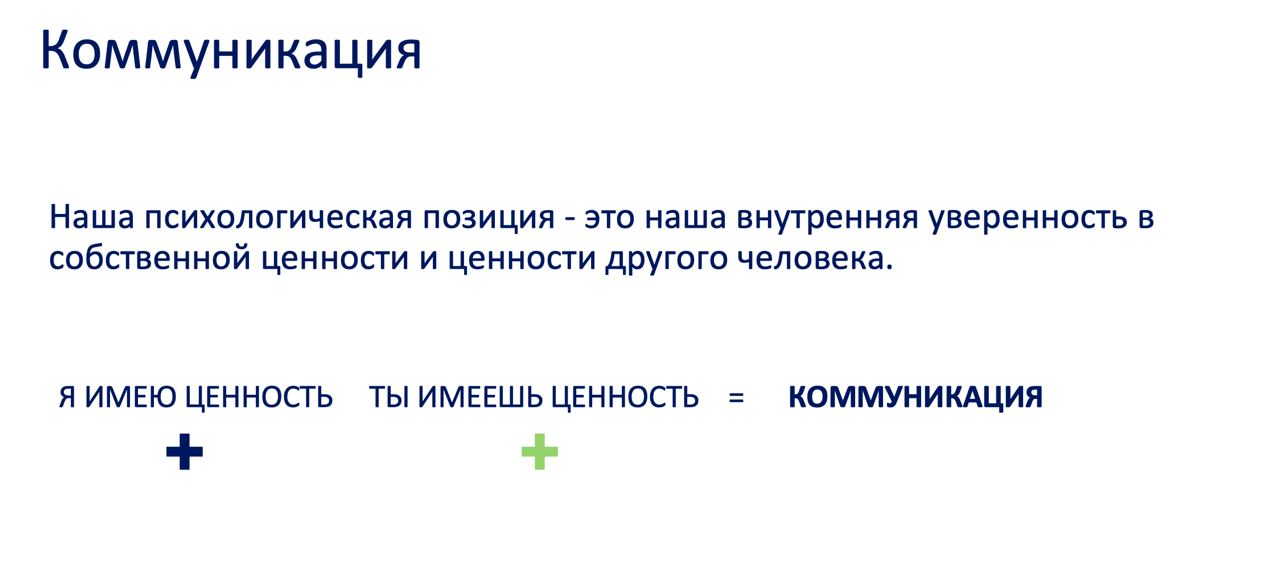 Коммуникация
Наша психологическая позиция - это наша внутренняя уверенность в
собственной ценности и ценности другого человека.
Я ИМЕЮ ЦЕННОСТЬ ТЫ ИМЕЕШЬ ЦЕННОСТЬ = КОММУНИКАЦИЯ
+ +